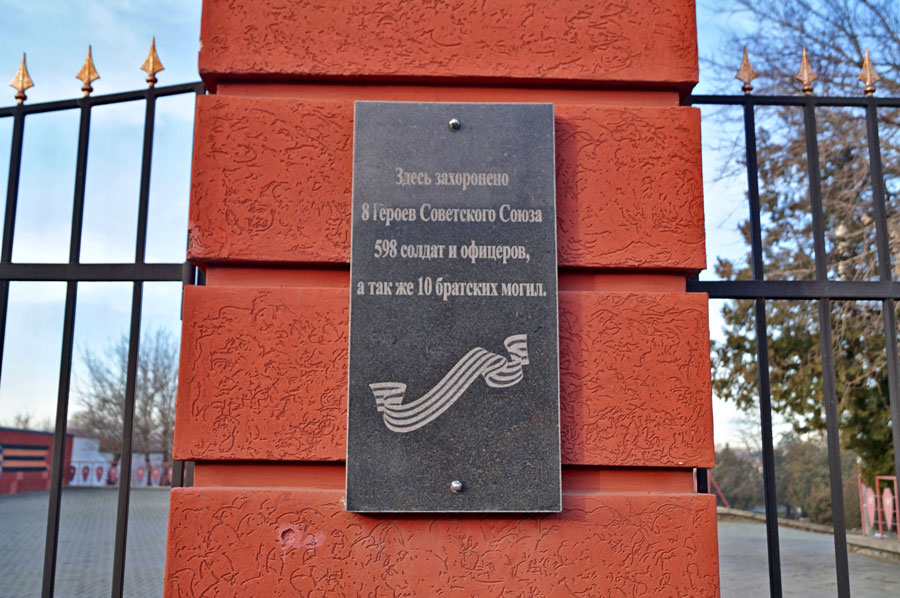 Здесь захоронено
8 Героев Советского Союза
598 солдат и офицеров,
а так же 10 братских могил.